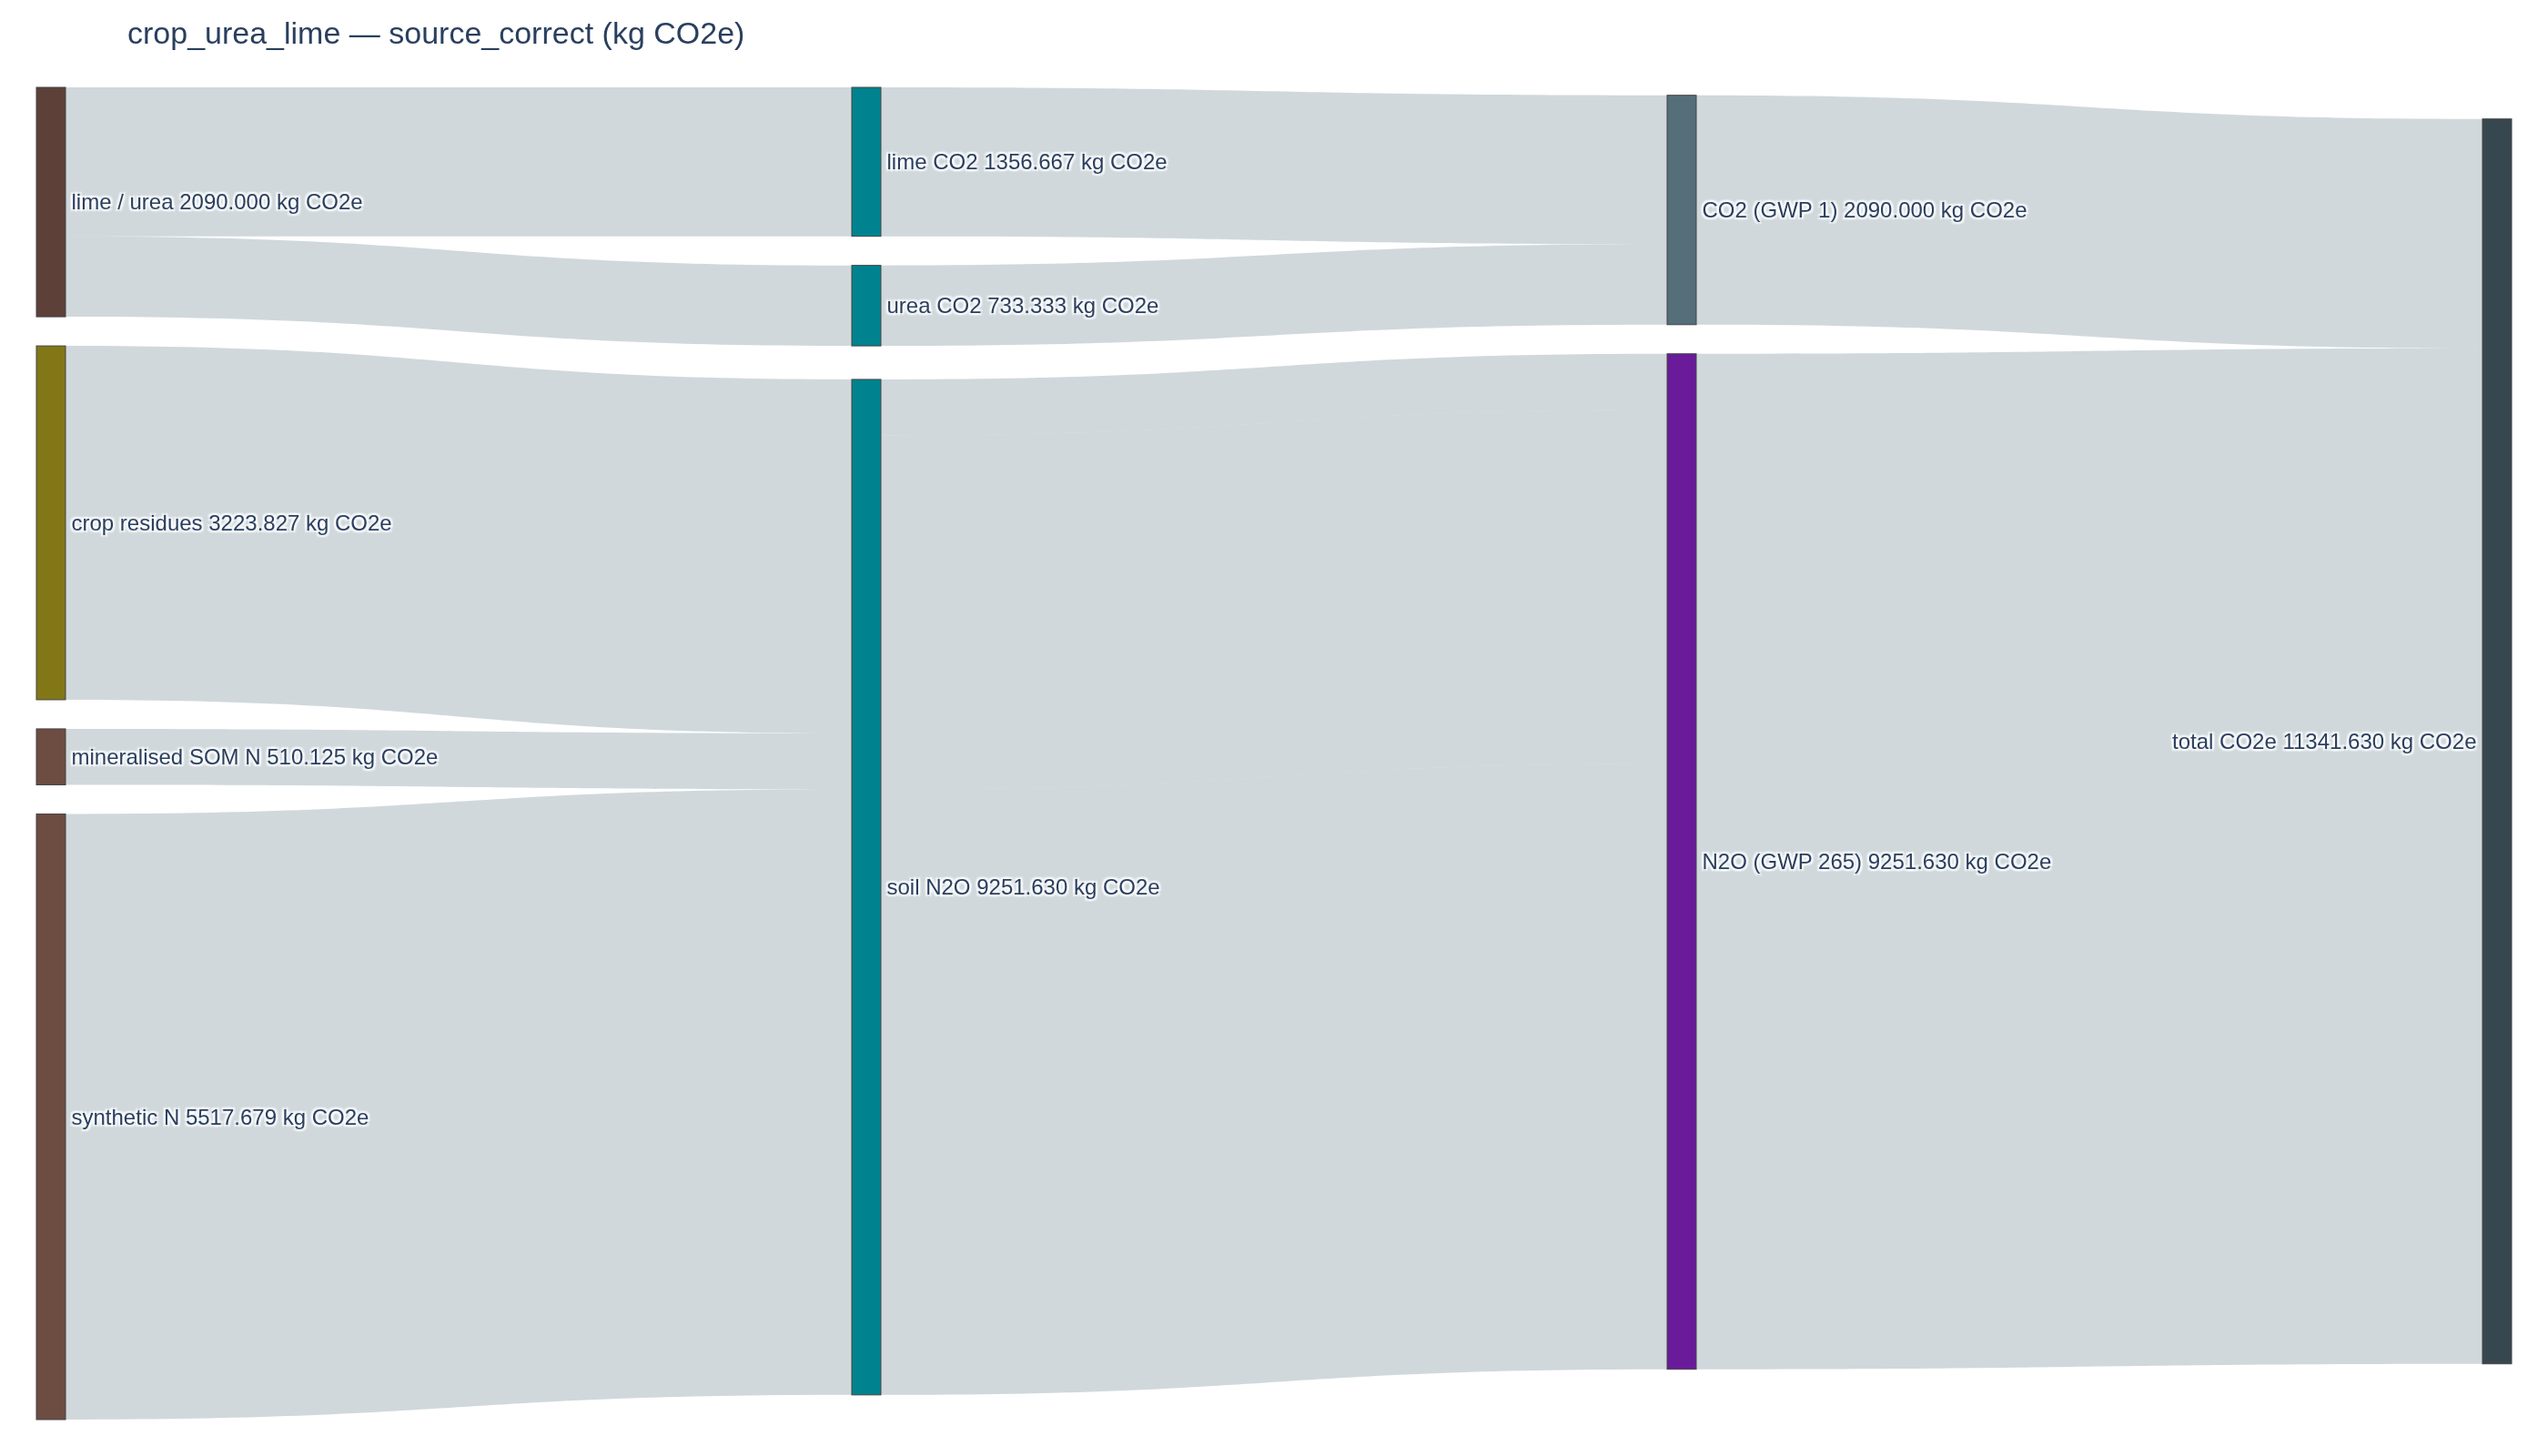 crop_urea_lime — source_correct (kg CO2e)
lime / urea 2090.000 kg CO2e
crop residues 3223.827 kg CO2e
mineralised SOM N 510.125 kg CO2e
synthetic N 5517.679 kg CO2e
lime CO2 1356.667 kg CO2e
urea CO2 733.333 kg CO2e
soil N2O 9251.630 kg CO2e
CO2 (GWP 1) 2090.000 kg CO2e
N2O (GWP 265) 9251.630 kg CO2e
total CO2e 11341.630 kg CO2e